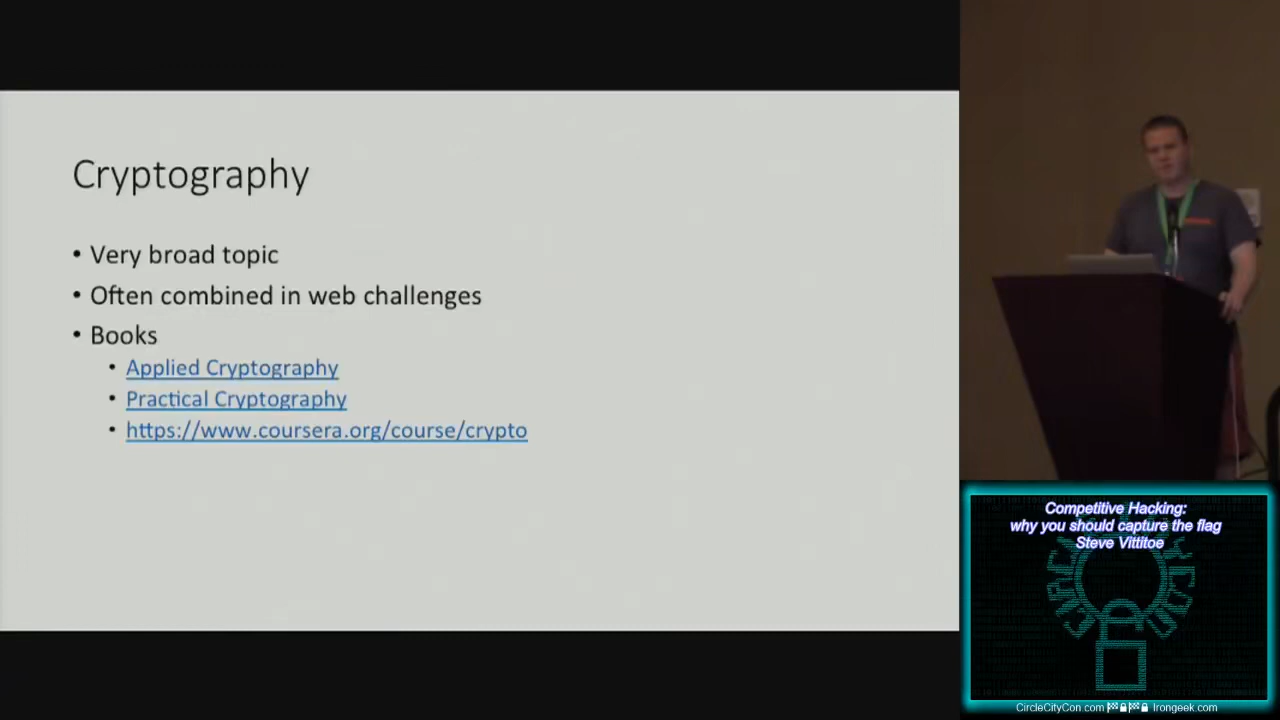 Cryptography
• Very broad topic
• Often combined in web challenges
• Books
• Applied Cryptography
• Practical Cryptography
• https://www.coursera.org/course/crypto
Competitive Hacking:
why you should capture the flag
Steve Vittitoe
CircleCityCon.com Irongeek.com